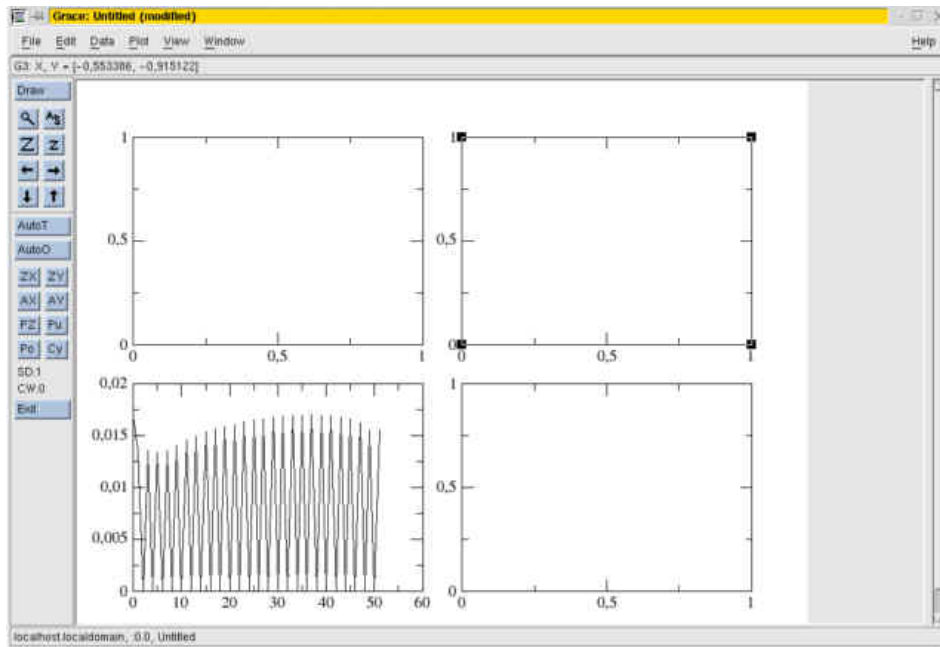 Grace: Untitled (modified)
File Edit Data Plot View Window Help
G3: X, Y = [-0,553386, -0,915122]
Draw
AS
Z z
AutoT
AutoO
ZX ZY
AX AY
PZ Pu
Po Cy
SD:1
CW:0
Exit
1
0,5
0
0 0,5 1
1
0,5
0
0 0,5 1
0,02
0,015
0,01
0,005
0
0 10 20 30 40 50 60
1
0,5
0
0 0,5 1
localhost.localdomain, :0.0, Untitled